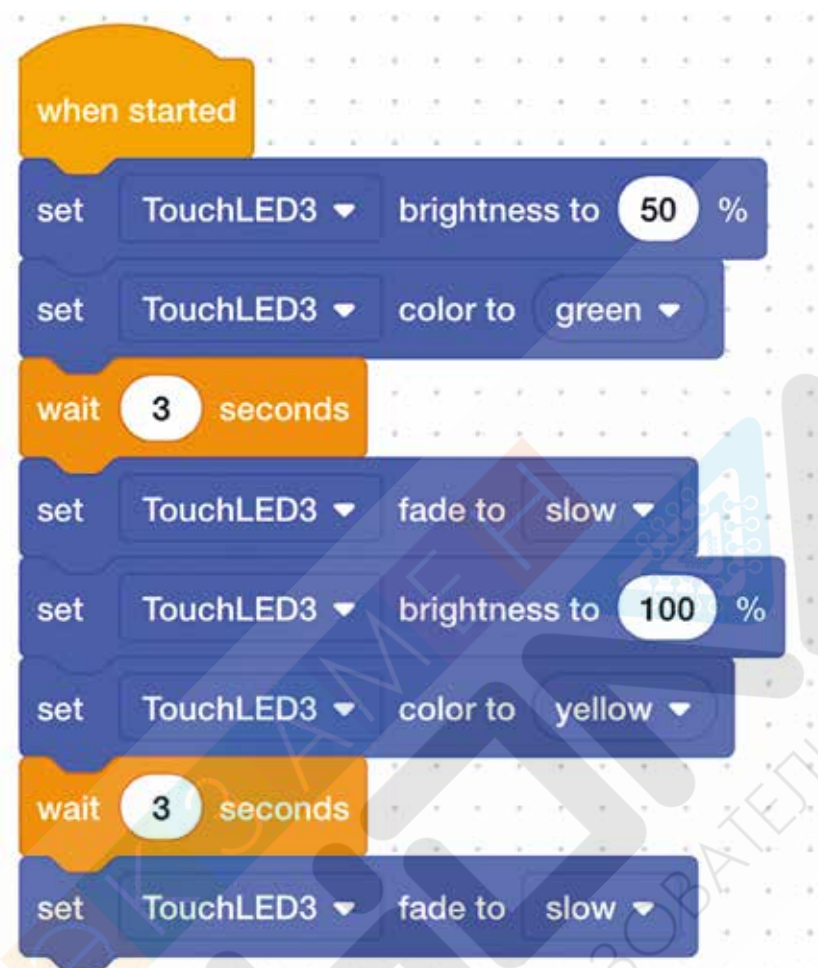 when started
set TouchLED3 brightness to 50 %
set TouchLED3 color to green
wait 3 seconds
set TouchLED3 fade to slow
set TouchLED3 brightness to 100 %
set TouchLED3 color to yellow
wait 3 seconds
set TouchLED3 fade to slow
ЭКЗАМЕН